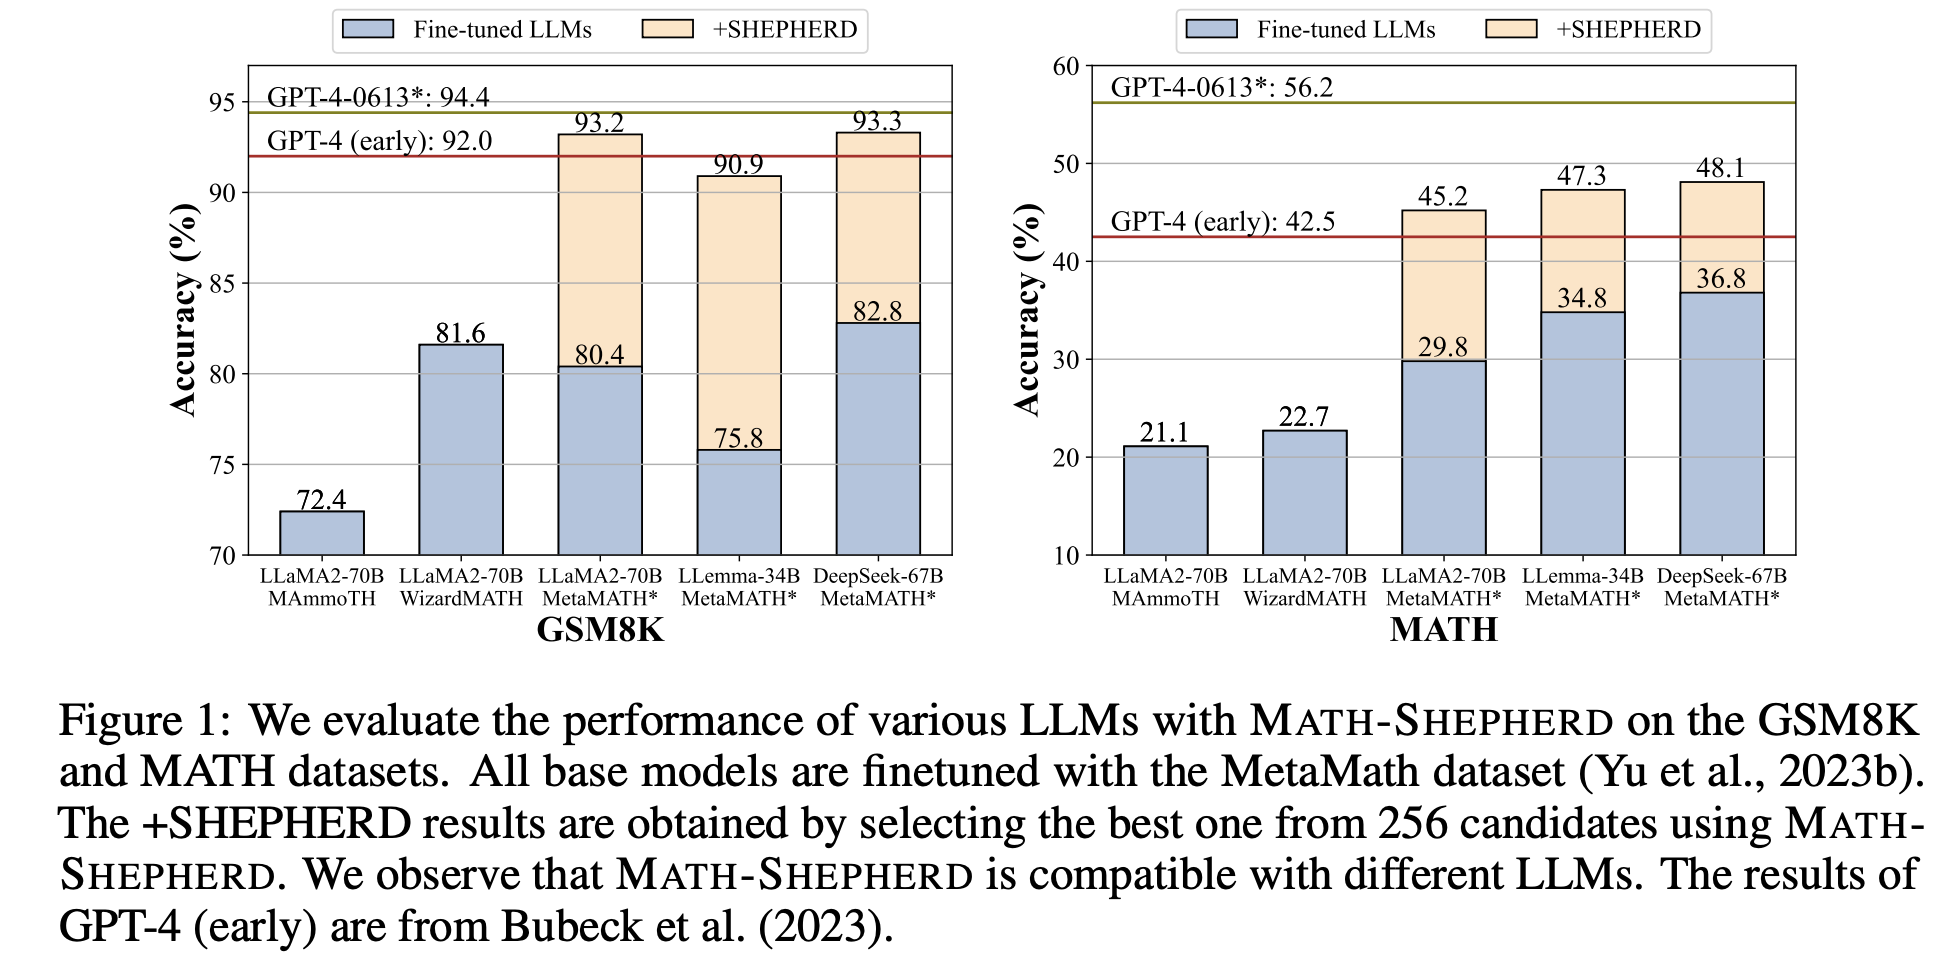 Fine-tuned LLMs +SHEPHERD
95
90
85
80
75
70
Accuracy (%)
GPT-4-0613*: 94.4
GPT-4 (early): 92.0
72.4
81.6
93.2
80.4
90.9
75.8
93.3
82.8
LLaMA2-70B MAmmoTH
LLaMA2-70B WizardMATH
LLaMA2-70B MetaMATH*
LLemma-34B MetaMATH*
DeepSeek-67B MetaMATH*
GSM8K
Fine-tuned LLMs +SHEPHERD
60
50
40
30
20
10
Accuracy (%)
GPT-4-0613*: 56.2
GPT-4 (early): 42.5
21.1
22.7
45.2
29.8
47.3
34.8
48.1
36.8
LLaMA2-70B MAmmoTH
LLaMA2-70B WizardMATH
LLaMA2-70B MetaMATH*
LLemma-34B MetaMATH*
DeepSeek-67B MetaMATH*
MATH
Figure 1: We evaluate the performance of various LLMs with MATH-SHEPHERD on the GSM8K
and MATH datasets. All base models are finetuned with the MetaMath dataset (Yu et al., 2023b).
The +SHEPHERD results are obtained by selecting the best one from 256 candidates using MATH-
SHEPHERD. We observe that MATH-SHEPHERD is compatible with different LLMs. The results of
GPT-4 (early) are from Bubeck et al. (2023).